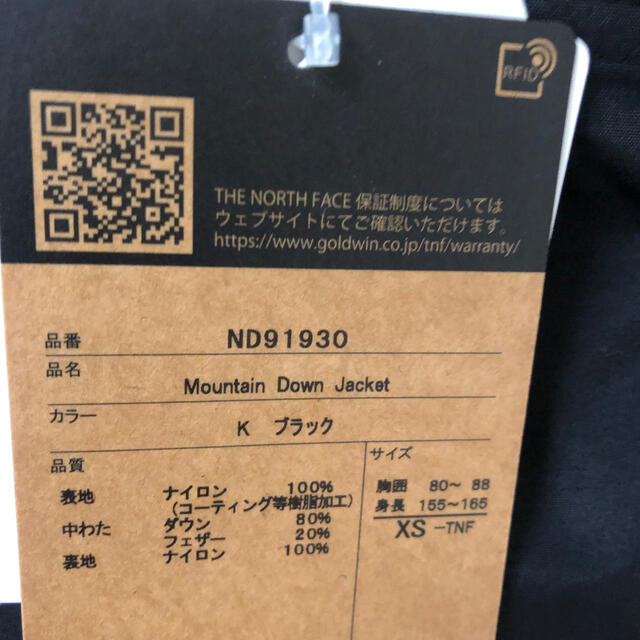 RFID
THE NORTH FACE 保証制度については
ウェブサイトにてご確認いただけます。
https://www.goldwin.co.jp/tnf/warranty/
品番 ND91930
品名
Mountain Down Jacket
カラー
K ブラック
品質
表地 ナイロン 100%
(コーティング等樹脂加工)
中わた ダウン 80%
フェザー 20%
裏地 ナイロン 100%
サイズ
胸囲 80～ 88
身長 155～165
XS -TNF